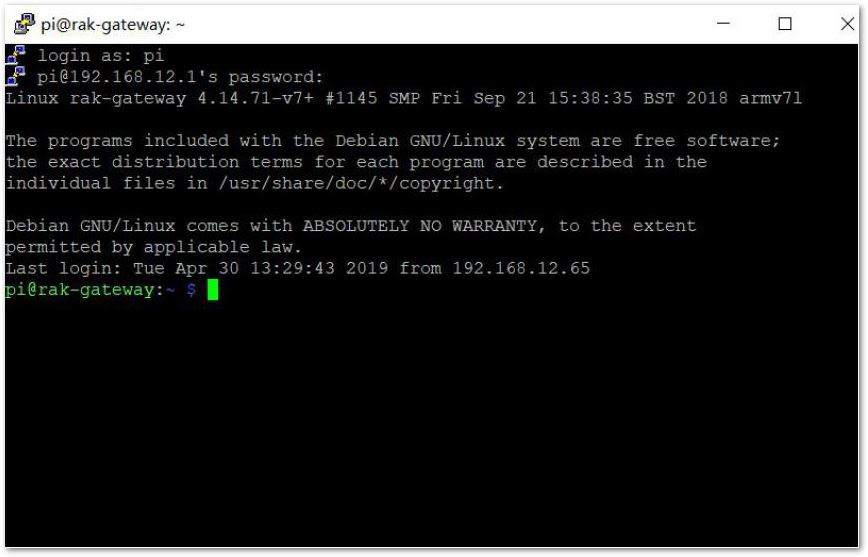 pi@rak-gateway: ~
login as: pi
pi@192.168.12.1's password:
Linux rak-gateway 4.14.71-v7+ #1145 SMP Fri Sep 21 15:38:35 BST 2018 armv7l
The programs included with the Debian GNU/Linux system are free software;
the exact distribution terms for each program are described in the
individual files in /usr/share/doc/*/copyright.
Debian GNU/Linux comes with ABSOLUTELY NO WARRANTY, to the extent
permitted by applicable law.
Last login: Tue Apr 30 13:29:43 2019 from 192.168.12.65
pi@rak-gateway:~ $